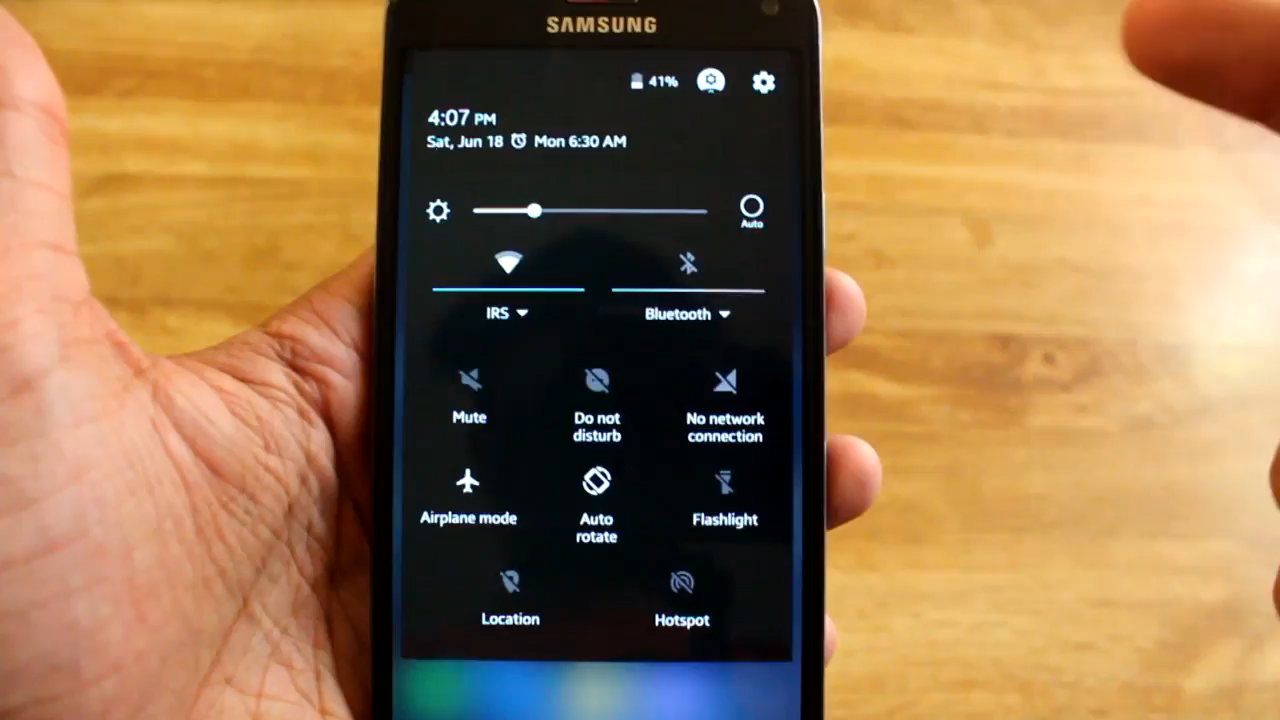 SAMSUNG
41%
4:07 PM
Sat, Jun 18 Mon 6:30 AM
Auto
IRS Bluetooth
Mute Do not disturb No network connection
Airplane mode Auto rotate Flashlight
Location Hotspot